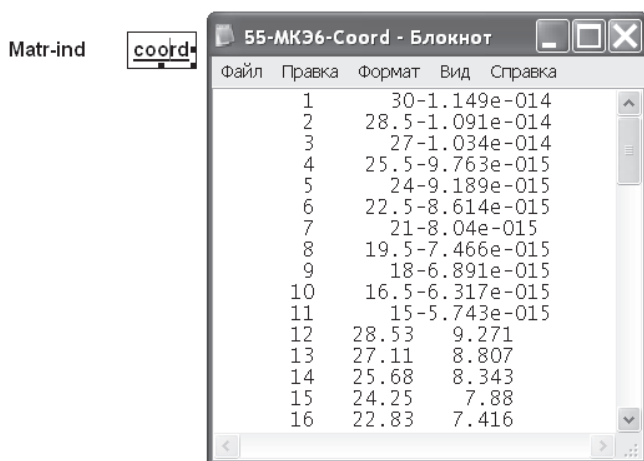 Matr-ind
coord
55-МКЭ6-Coord - Блокнот
Файл Правка Формат Вид Справка
1 30-1.149e-014
2 28.5-1.091e-014
3 27-1.034e-014
4 25.5-9.763e-015
5 24-9.189e-015
6 22.5-8.614e-015
7 21-8.04e-015
8 19.5-7.466e-015
9 18-6.891e-015
10 16.5-6.317e-015
11 15-5.743e-015
12 28.53 9.271
13 27.11 8.807
14 25.68 8.343
15 24.25 7.88
16 22.83 7.416